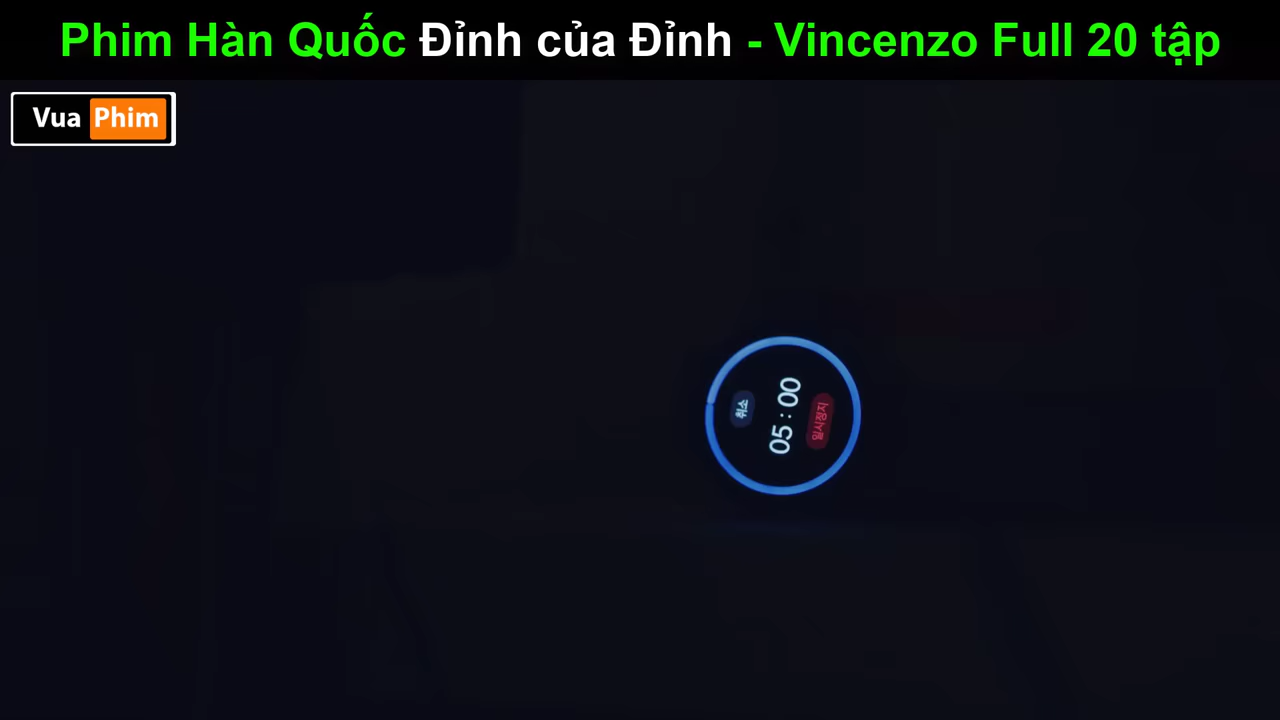 Phim Hàn Quốc Đỉnh của Đỉnh - Vincenzo Full 20 tập
Vua Phim
05 : 00
취소
일시정지